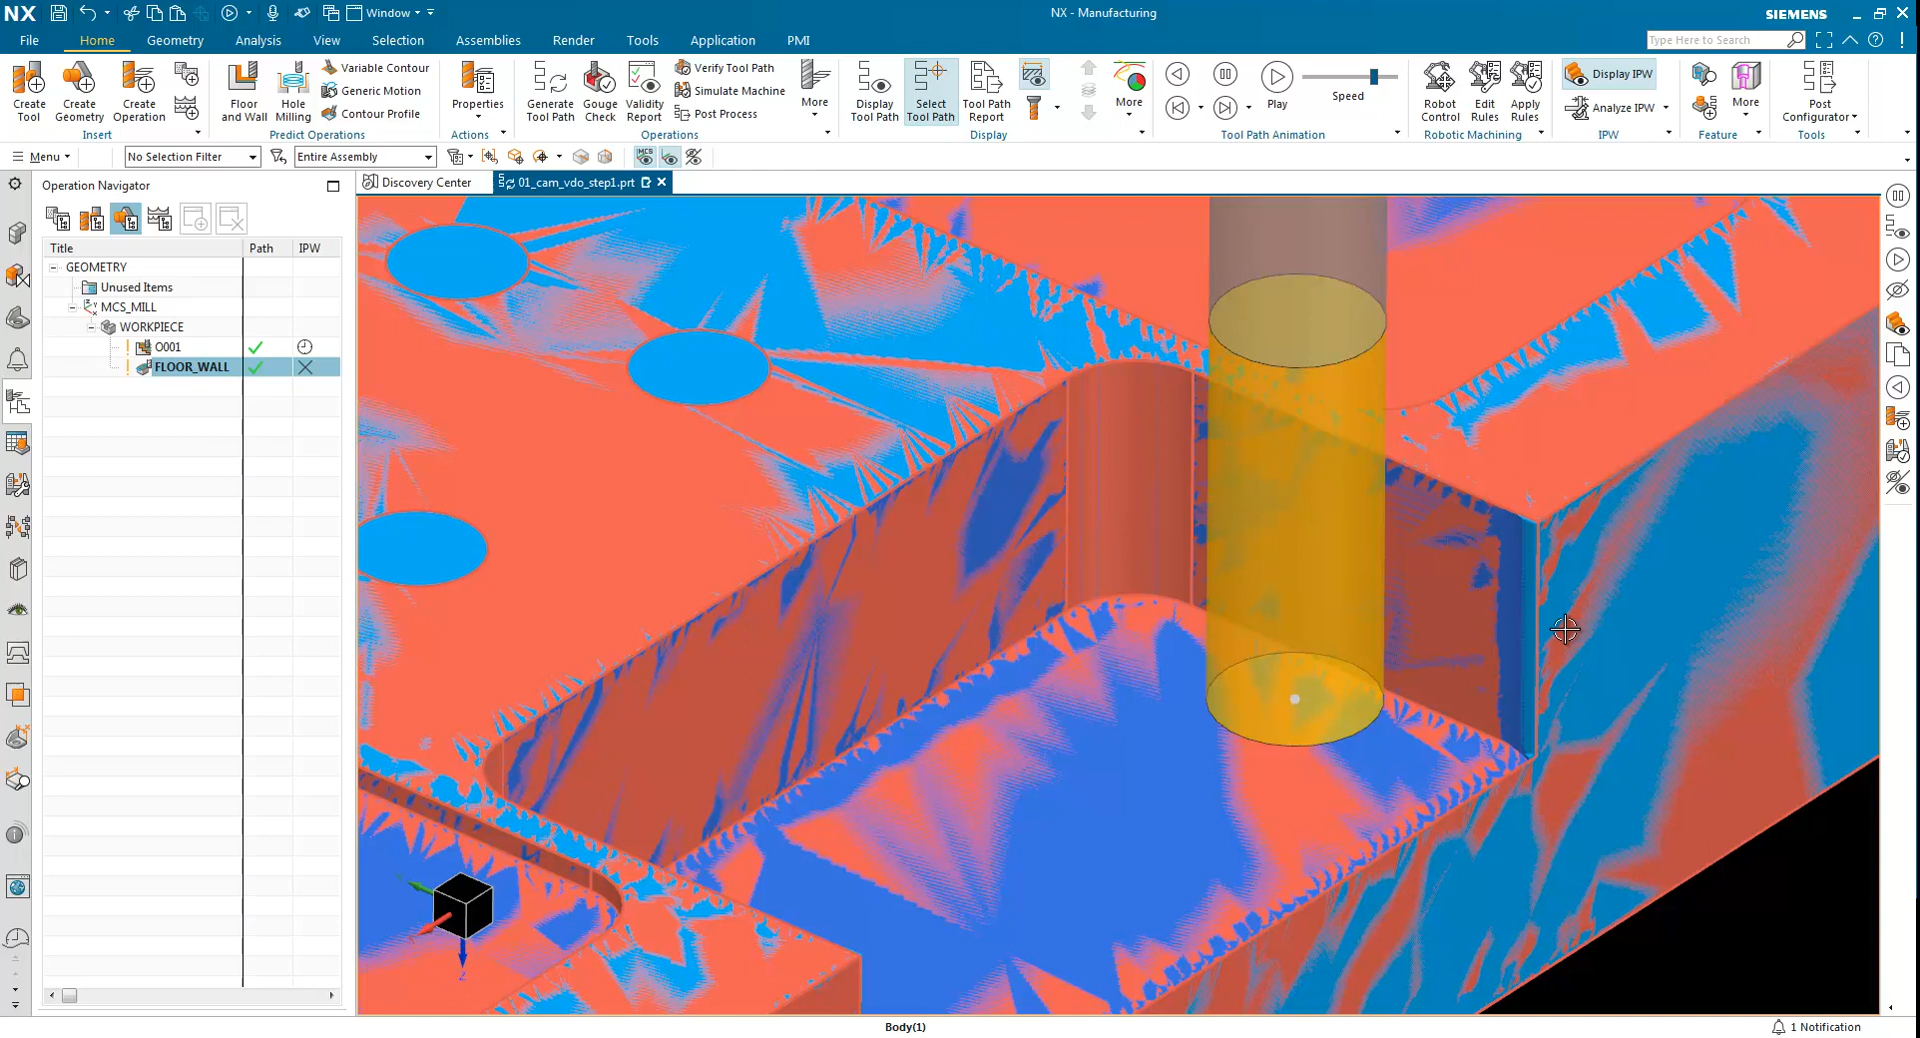 NX
Window
NX - Manufacturing
SIEMENS
File
Home
Geometry
Analysis
View
Selection
Assemblies
Render
Tools
Application
PMI
Type Here to Search
Create Tool
Create Geometry
Create Operation
Insert
Floor and Wall
Hole Milling
Variable Contour
Generic Motion
Contour Profile
Predict Operations
Properties
Actions
Generate Tool Path
Gouge Check
Validity Report
Verify Tool Path
Simulate Machine
Post Process
More
Operations
Display Tool Path
Select Tool Path
Tool Path Report
More
Display
Play
Speed
Tool Path Animation
Robot Control
Edit Rules
Apply Rules
Robotic Machining
Display IPW
Analyze IPW
IPW
More
Feature
Post Configurator
Tools
Menu
No Selection Filter
Entire Assembly
MCS
Operation Navigator
Discovery Center
01_cam_vdo_step1.prt
Title Path IPW
GEOMETRY
Unused Items
MCS_MILL
WORKPIECE
O001
FLOOR_WALL
X
Z
Body(1)
1 Notification